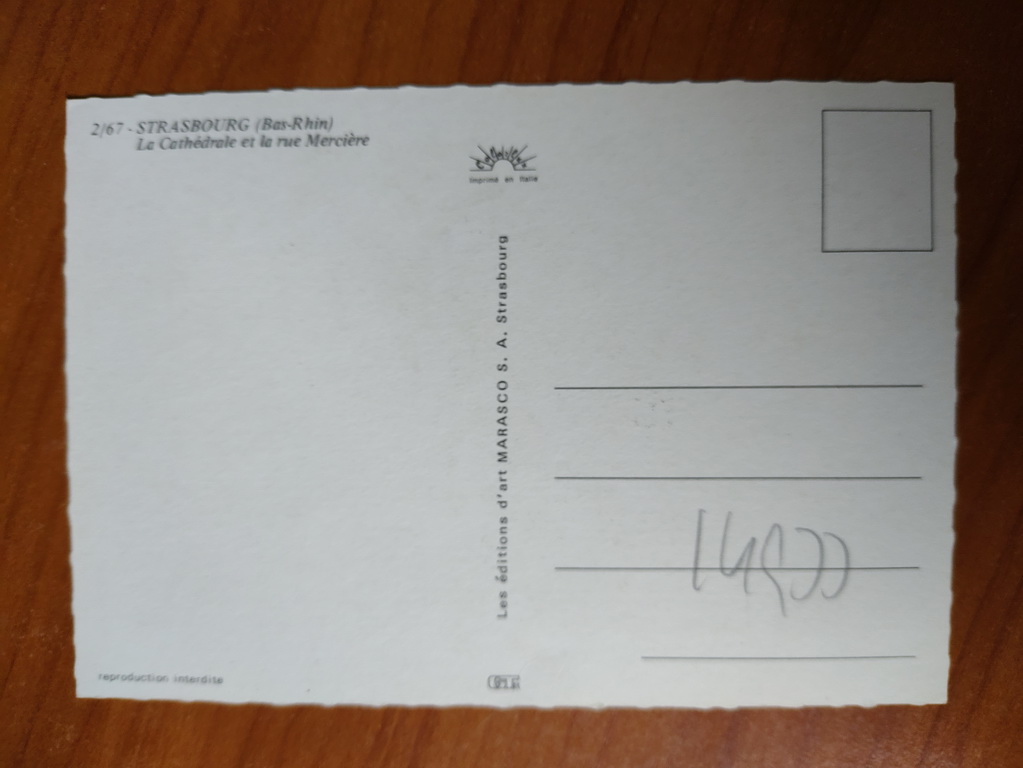 2/67 - STRASBOURG (Bas-Rhin)
La Cathédrale et la rue Mercière
Imprimé en Italie
Les éditions d'art MARASCO S. A. Strasbourg
reproduction interdite